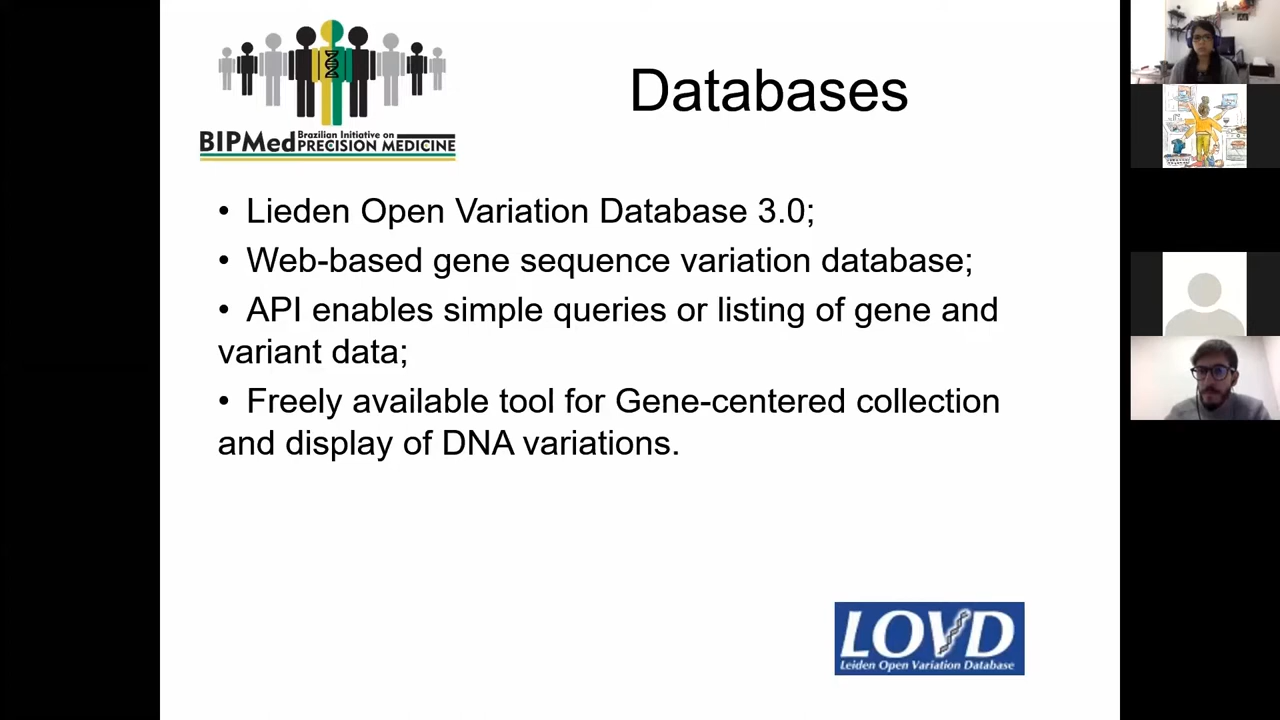 BIPMed Brazilian Initiative on
PRECISION MEDICINE
Databases
• Lieden Open Variation Database 3.0;
• Web-based gene sequence variation database;
• API enables simple queries or listing of gene and
variant data;
• Freely available tool for Gene-centered collection
and display of DNA variations.
LOVD
Leiden Open Variation Database